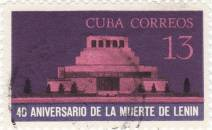 CUBA CORREOS
13
40 ANIVERSARIO DE LA MUERTE DE LENIN